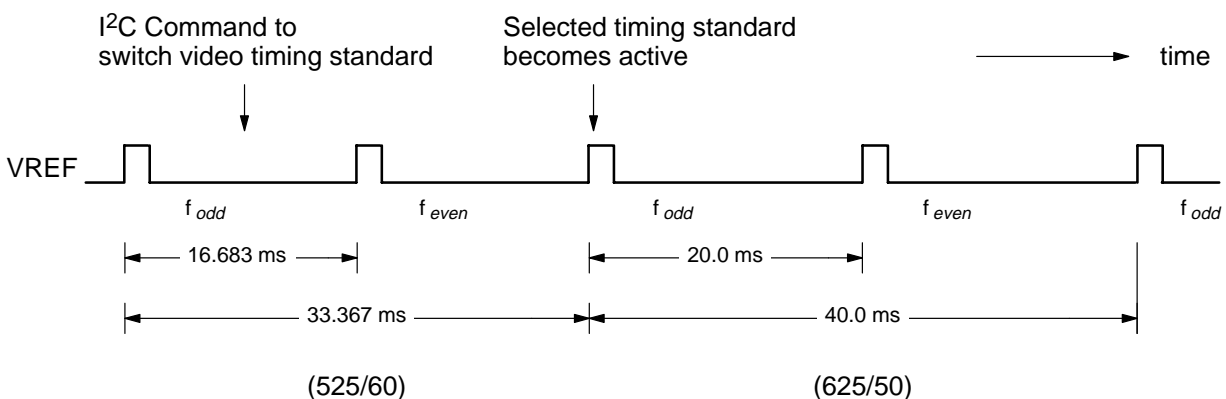 I²C Command to
switch video timing standard
Selected timing standard
becomes active
time
VREF
f odd
f even
f odd
f even
f odd
16.683 ms
20.0 ms
33.367 ms
40.0 ms
(525/60)
(625/50)